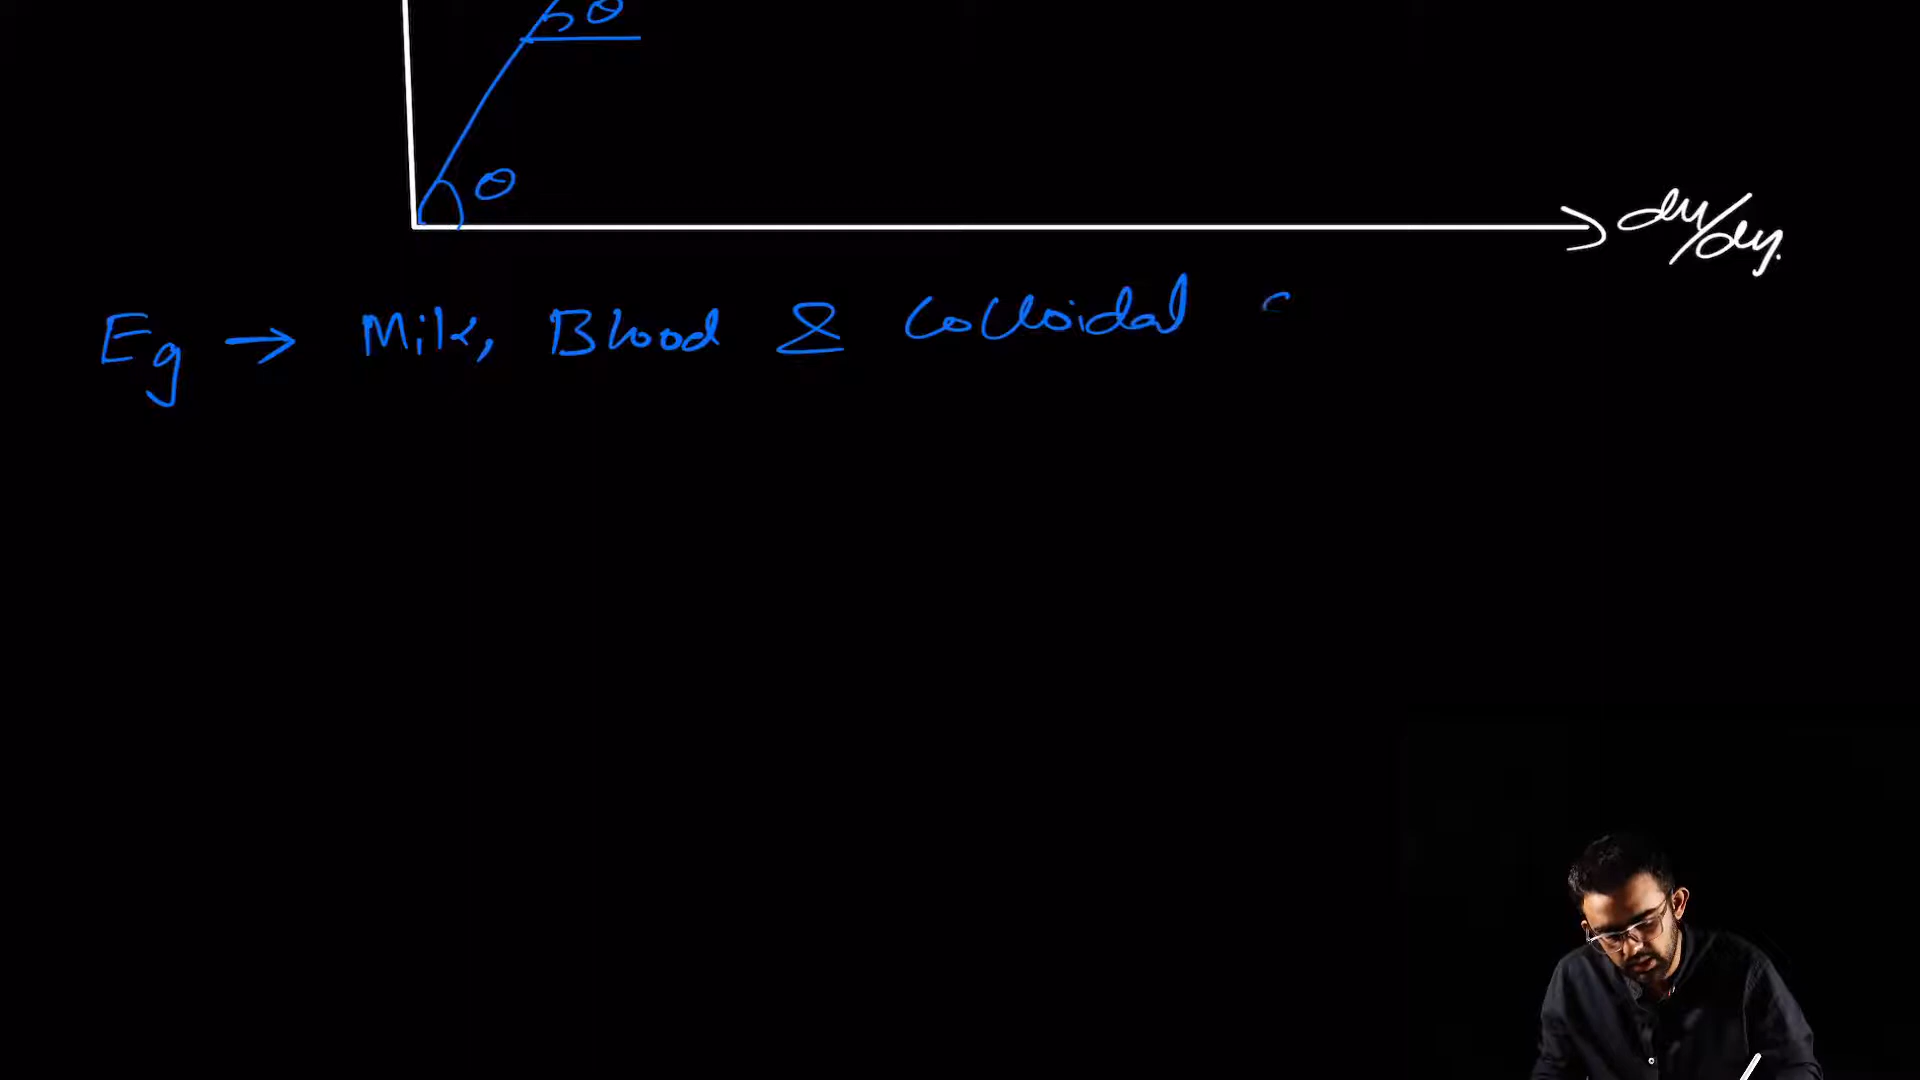 θ
θ
du/dy.
Eg → Milk, Blood & Colloidal